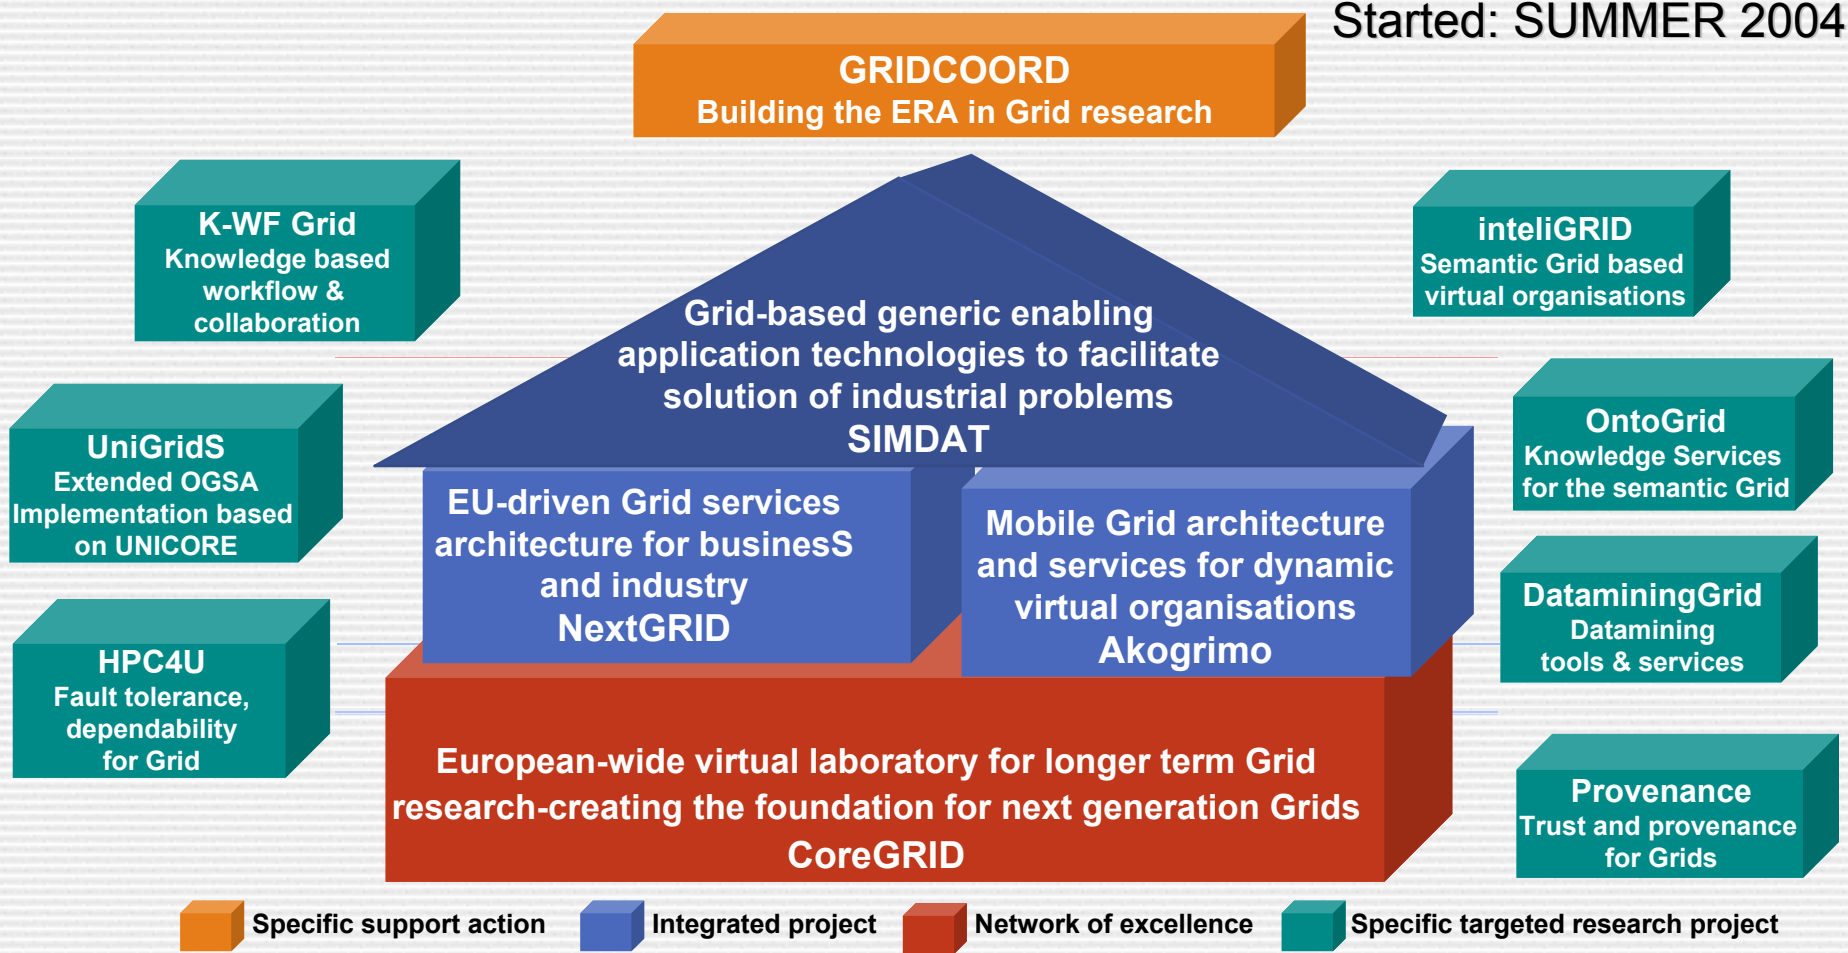 Started: SUMMER 2004
GRIDCOORD
Building the ERA in Grid research
K-WF Grid
Knowledge based
workflow &
collaboration
inteliGRID
Semantic Grid based
virtual organisations
Grid-based generic enabling
application technologies to facilitate
solution of industrial problems
SIMDAT
UniGridS
Extended OGSA
Implementation based
on UNICORE
OntoGrid
Knowledge Services
for the semantic Grid
EU-driven Grid services
architecture for businesS
and industry
NextGRID
Mobile Grid architecture
and services for dynamic
virtual organisations
Akogrimo
DataminingGrid
Datamining
tools & services
HPC4U
Fault tolerance,
dependability
for Grid
European-wide virtual laboratory for longer term Grid
research-creating the foundation for next generation Grids
CoreGRID
Provenance
Trust and provenance
for Grids
Specific support action
Integrated project
Network of excellence
Specific targeted research project